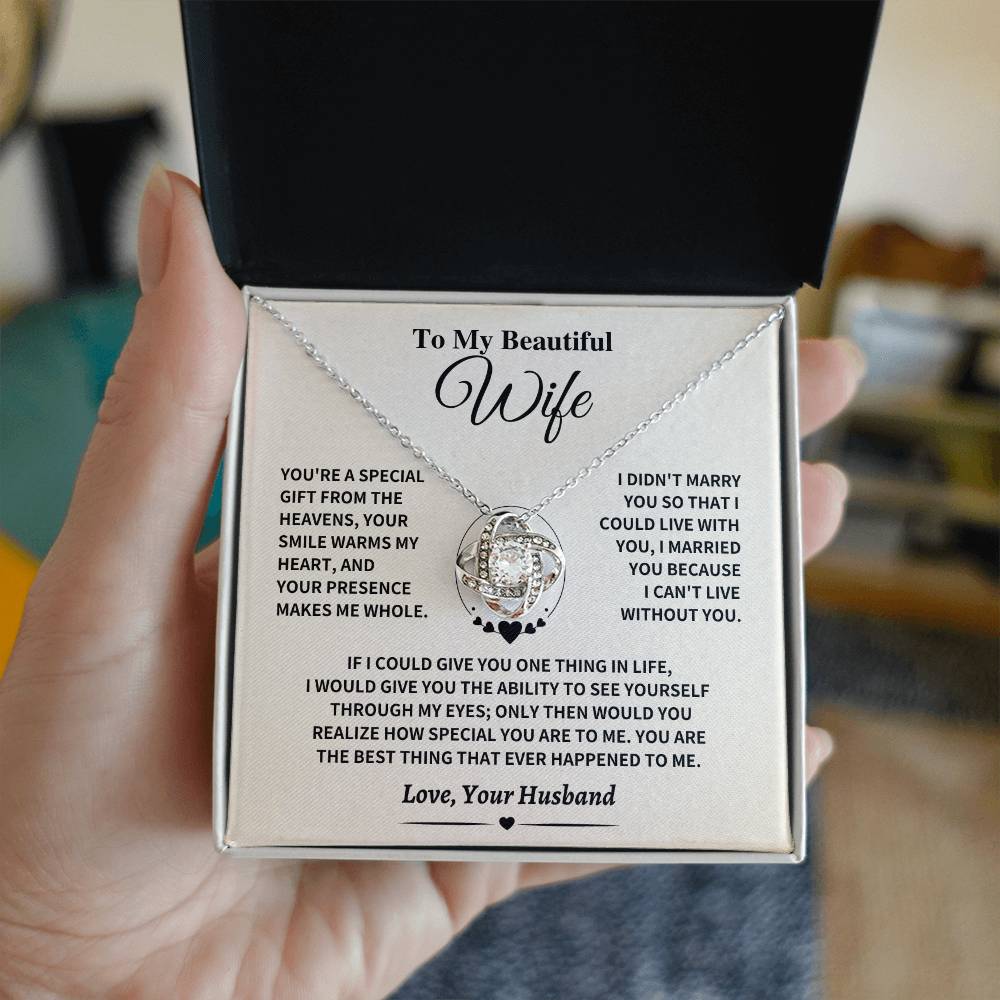 To My Beautiful
Wife
YOU'RE A SPECIAL
GIFT FROM THE
HEAVENS, YOUR
SMILE WARMS MY
HEART, AND
YOUR PRESENCE
MAKES ME WHOLE.
I DIDN'T MARRY
YOU SO THAT I
COULD LIVE WITH
YOU, I MARRIED
YOU BECAUSE
I CAN'T LIVE
WITHOUT YOU.
IF I COULD GIVE YOU ONE THING IN LIFE,
I WOULD GIVE YOU THE ABILITY TO SEE YOURSELF
THROUGH MY EYES; ONLY THEN WOULD YOU
REALIZE HOW SPECIAL YOU ARE TO ME. YOU ARE
THE BEST THING THAT EVER HAPPENED TO ME.
Love, Your Husband